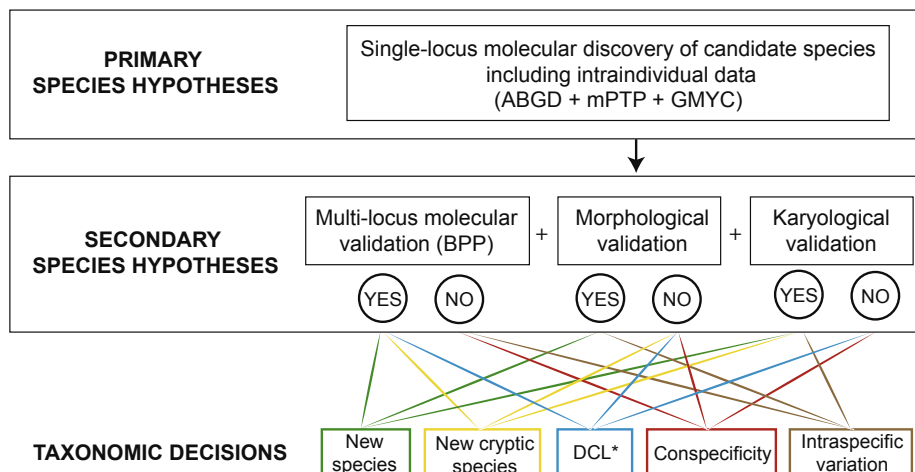 PRIMARY
SPECIES HYPOTHESES
Single-locus molecular discovery of candidate species
including intraindividual data
(ABGD + mPTP + GMYC)
SECONDARY
SPECIES HYPOTHESES
Multi-locus molecular
validation (BPP)
+
Morphological
validation
+
Karyological
validation
YES
NO
YES
NO
YES
NO
TAXONOMIC DECISIONS
New
species
New cryptic
species
DCL*
Conspecificity
Intraspecific
variation